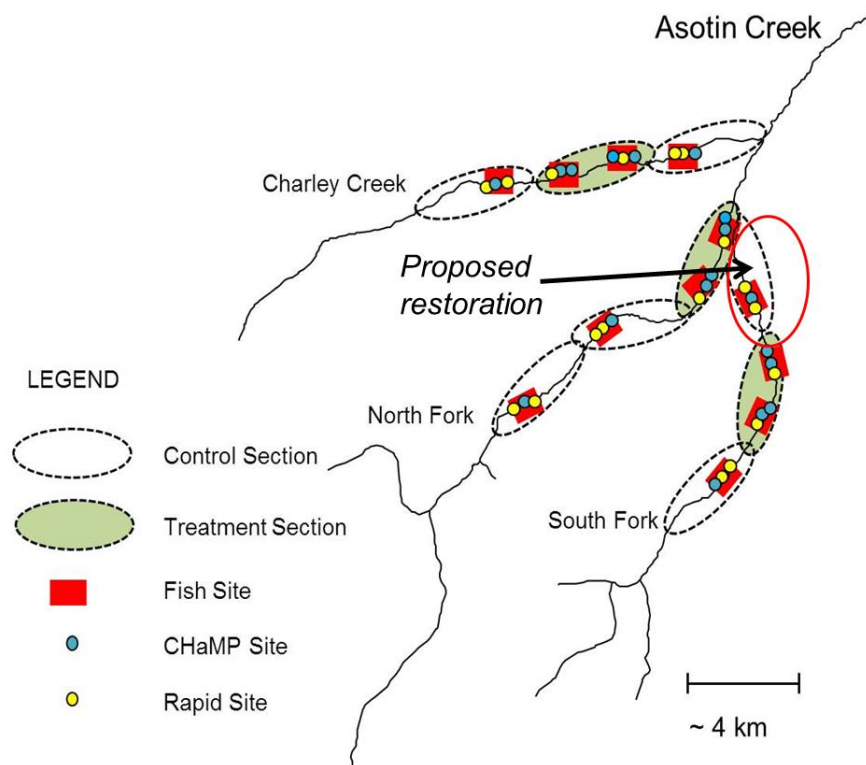 Asotin Creek
Charley Creek
Proposed
restoration
LEGEND
North Fork
Control Section
South Fork
Treatment Section
Fish Site
CHaMP Site
Rapid Site
~ 4 km